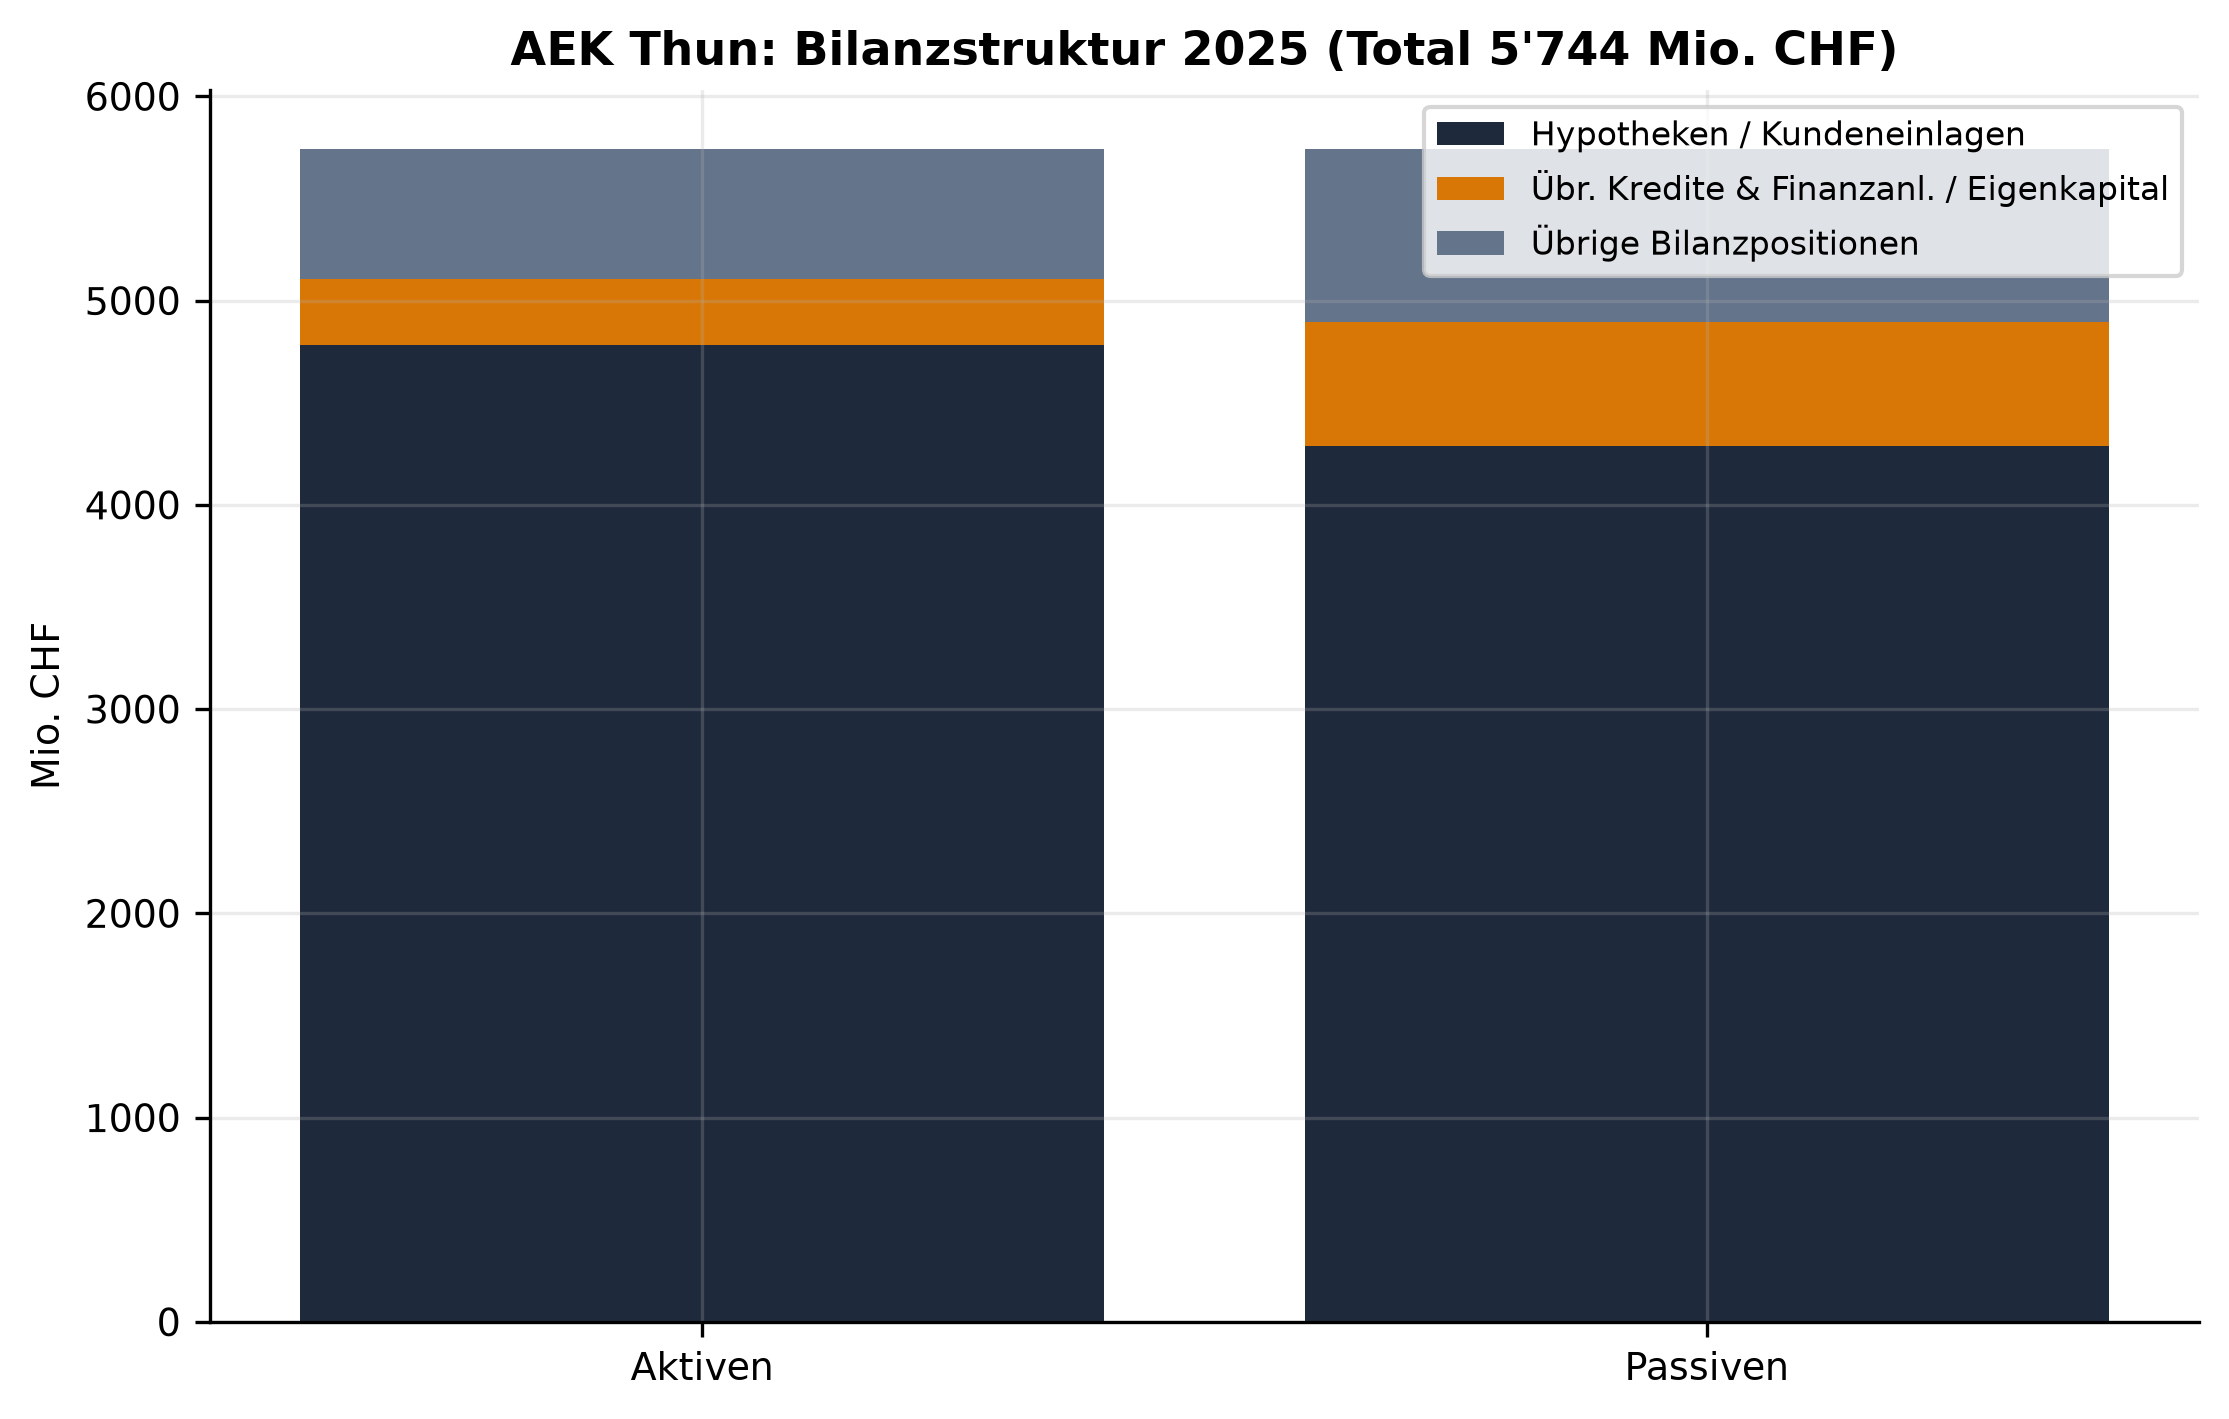 AEK Thun: Bilanzstruktur 2025 (Total 5'744 Mio. CHF)
6000
5000
4000
3000
2000
1000
0
Mio. CHF
Hypotheken / Kundeneinlagen
Übr. Kredite & Finanzanl. / Eigenkapital
Übrige Bilanzpositionen
Aktiven
Passiven